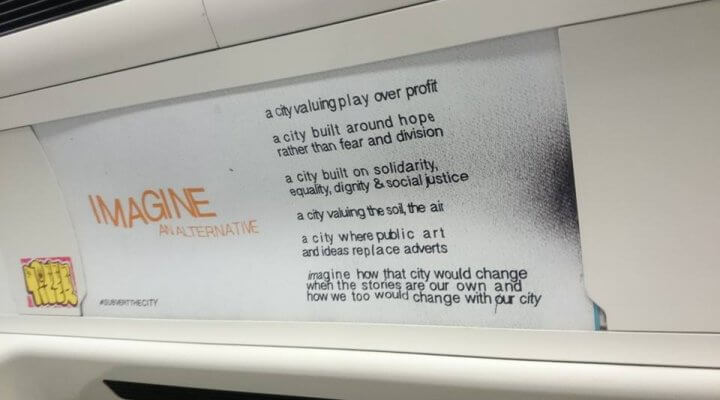 IMAGINE
AN ALTERNATIVE
#SUBVERTTHECITY
a city valuing play over profit
a city built around hope
rather than fear and division
a city built on solidarity,
equality, dignity & social justice
a city valuing the soil, the air
a city where public art
and ideas replace adverts
imagine how that city would change
when the stories are our own and
how we too would change with our city